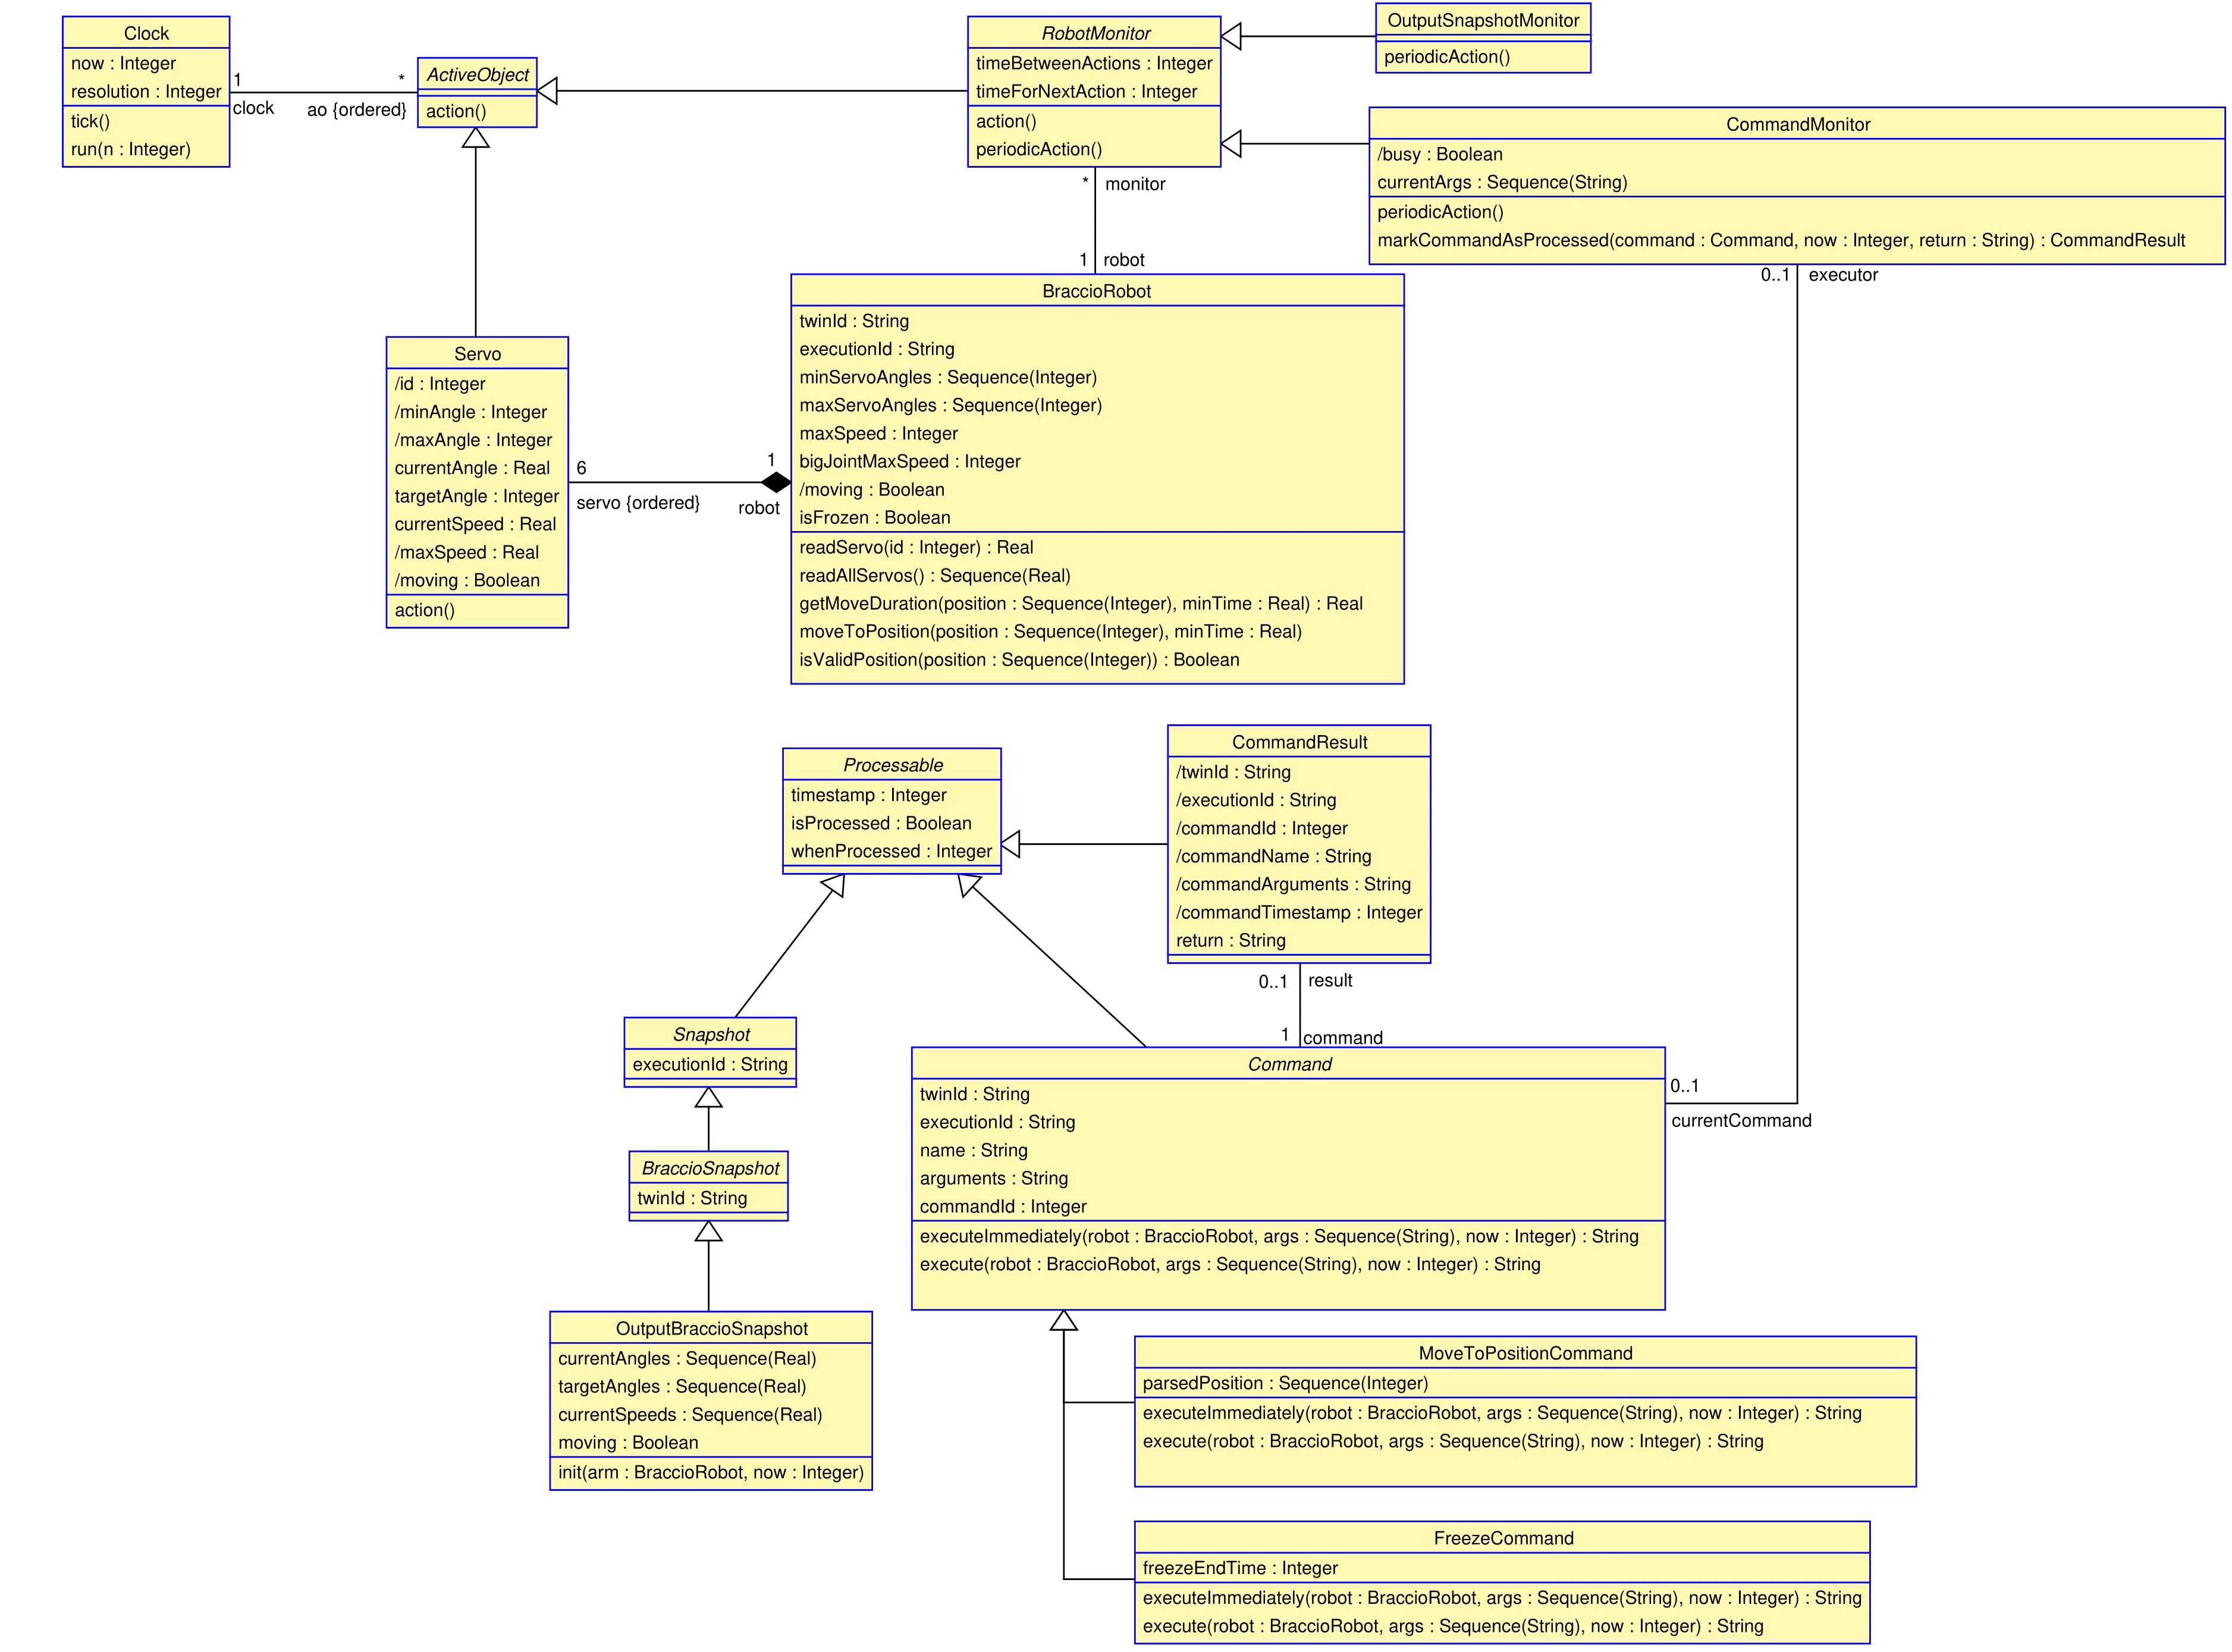 Clock
now : Integer
resolution : Integer
tick()
run(n : Integer)
1
clock
*
ao {ordered}
ActiveObject
action()
RobotMonitor
timeBetweenActions : Integer
timeForNextAction : Integer
action()
periodicAction()
OutputSnapshotMonitor
periodicAction()
CommandMonitor
/busy : Boolean
currentArgs : Sequence(String)
periodicAction()
markCommandAsProcessed(command : Command, now : Integer, return : String) : CommandResult
* monitor
1 robot
0..1 executor
BraccioRobot
twinId : String
executionId : String
minServoAngles : Sequence(Integer)
maxServoAngles : Sequence(Integer)
maxSpeed : Integer
bigJointMaxSpeed : Integer
/moving : Boolean
isFrozen : Boolean
readServo(id : Integer) : Real
readAllServos() : Sequence(Real)
getMoveDuration(position : Sequence(Integer), minTime : Real) : Real
moveToPosition(position : Sequence(Integer), minTime : Real)
isValidPosition(position : Sequence(Integer)) : Boolean
Servo
/id : Integer
/minAngle : Integer
/maxAngle : Integer
currentAngle : Real
targetAngle : Integer
currentSpeed : Real
/maxSpeed : Real
/moving : Boolean
action()
6
servo {ordered}
1
robot
Processable
timestamp : Integer
isProcessed : Boolean
whenProcessed : Integer
CommandResult
/twinId : String
/executionId : String
/commandId : Integer
/commandName : String
/commandArguments : String
/commandTimestamp : Integer
return : String
0..1 result
1 command
Snapshot
executionId : String
BraccioSnapshot
twinId : String
OutputBraccioSnapshot
currentAngles : Sequence(Real)
targetAngles : Sequence(Real)
currentSpeeds : Sequence(Real)
moving : Boolean
init(arm : BraccioRobot, now : Integer)
Command
twinId : String
executionId : String
name : String
arguments : String
commandId : Integer
executeImmediately(robot : BraccioRobot, args : Sequence(String), now : Integer) : String
execute(robot : BraccioRobot, args : Sequence(String), now : Integer) : String
0..1
currentCommand
MoveToPositionCommand
parsedPosition : Sequence(Integer)
executeImmediately(robot : BraccioRobot, args : Sequence(String), now : Integer) : String
execute(robot : BraccioRobot, args : Sequence(String), now : Integer) : String
FreezeCommand
freezeEndTime : Integer
executeImmediately(robot : BraccioRobot, args : Sequence(String), now : Integer) : String
execute(robot : BraccioRobot, args : Sequence(String), now : Integer) : String